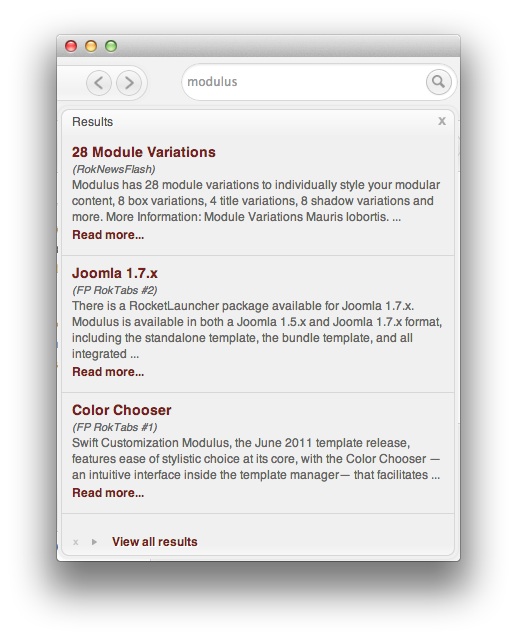 modulus
Results x
28 Module Variations
(RokNewsFlash)
Modulus has 28 module variations to individually style your modular
content, 8 box variations, 4 title variations, 8 shadow variations and
more. More Information: Module Variations Mauris lobortis. ...
Read more...
Joomla 1.7.x
(FP RokTabs #2)
There is a RocketLauncher package available for Joomla 1.7.x.
Modulus is available in both a Joomla 1.5.x and Joomla 1.7.x format,
including the standalone template, the bundle template, and all
integrated ...
Read more...
Color Chooser
(FP RokTabs #1)
Swift Customization Modulus, the June 2011 template release,
features ease of stylistic choice at its core, with the Color Chooser —
an intuitive interface inside the template manager— that facilitates ...
Read more...
x View all results